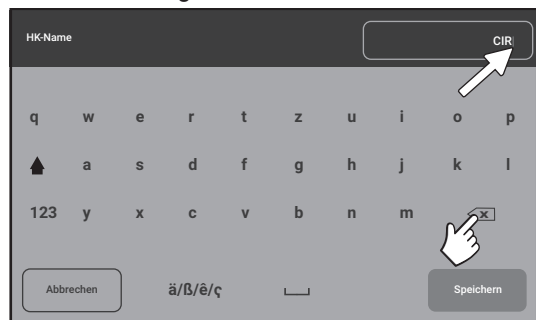 HK-Name
CIR
q w e r t z u i o p
a s d f g h j k l
123 y x c v b n m x
Abbrechen ä/ß/ê/ç Speichern